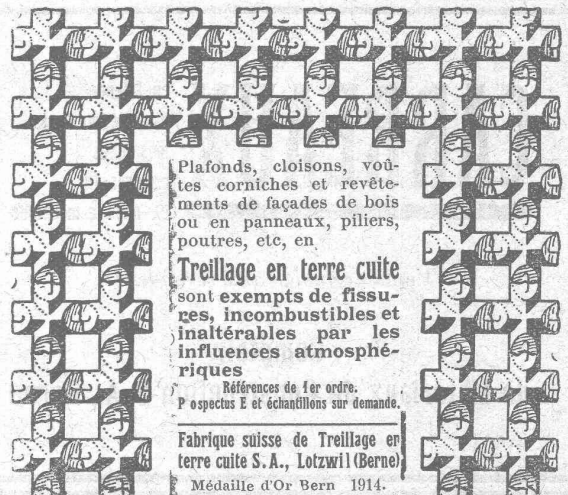 Plafonds, cloisons, voû-
tes corniches et revête-
ments de façades de bois
ou en panneaux, piliers,
poutres, etc, en
Treillage en terre cuite
sont exempts de fissu-
res, incombustibles et
inaltérables par les
influences atmosphé-
riques
Références de 1er ordre.
P ospectus E et échantillons sur demande.
Fabrique suisse de Treillage en
terre cuite S.A., Lotzwil (Berne)
Médaille d'Or Bern 1914.